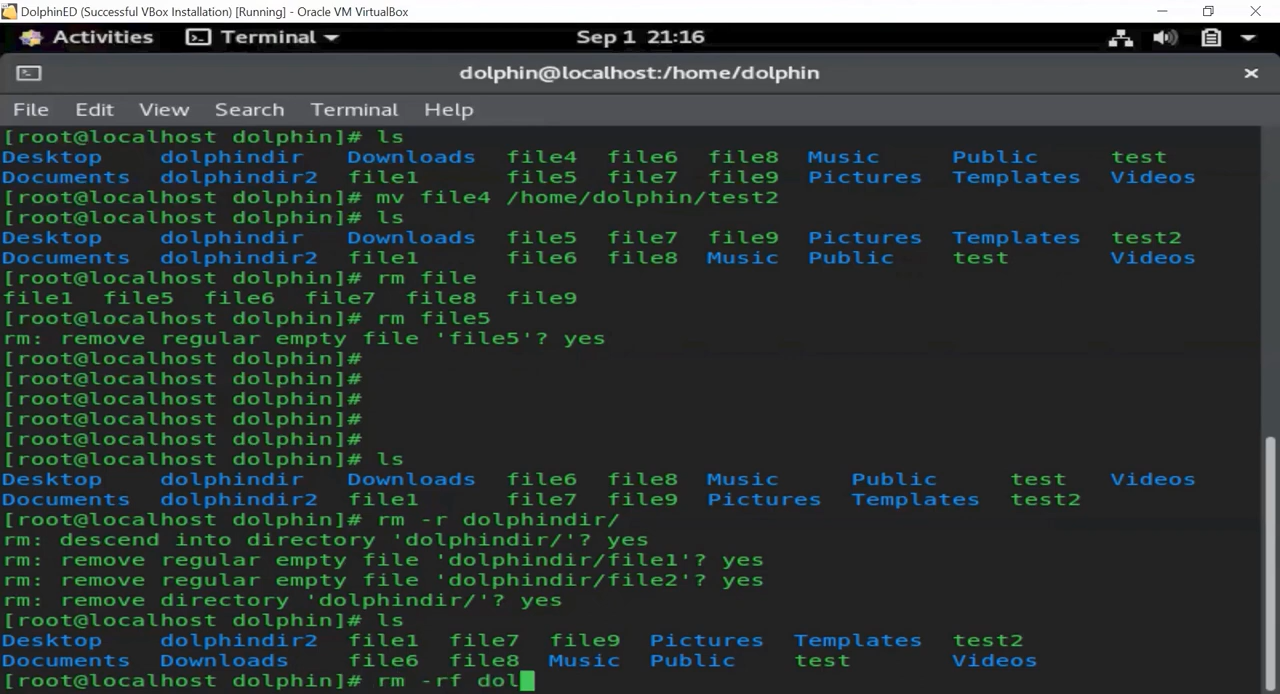 DolphinED (Successful VBox Installation) [Running] - Oracle VM VirtualBox
Activities Terminal Sep 1 21:16
dolphin@localhost:/home/dolphin
File Edit View Search Terminal Help
[root@localhost dolphin]# ls
Desktop dolphindir Downloads file4 file6 file8 Music Public test
Documents dolphindir2 file1 file5 file7 file9 Pictures Templates Videos
[root@localhost dolphin]# mv file4 /home/dolphin/test2
[root@localhost dolphin]# ls
Desktop dolphindir Downloads file5 file7 file9 Pictures Templates test2
Documents dolphindir2 file1 file6 file8 Music Public test Videos
[root@localhost dolphin]# rm file
file1 file5 file6 file7 file8 file9
[root@localhost dolphin]# rm file5
rm: remove regular empty file 'file5'? yes
[root@localhost dolphin]#
[root@localhost dolphin]#
[root@localhost dolphin]#
[root@localhost dolphin]#
[root@localhost dolphin]#
[root@localhost dolphin]# ls
Desktop dolphindir Downloads file6 file8 Music Public test Videos
Documents dolphindir2 file1 file7 file9 Pictures Templates test2
[root@localhost dolphin]# rm -r dolphindir/
rm: descend into directory 'dolphindir/'? yes
rm: remove regular empty file 'dolphindir/file1'? yes
rm: remove regular empty file 'dolphindir/file2'? yes
rm: remove directory 'dolphindir/'? yes
[root@localhost dolphin]# ls
Desktop dolphindir2 file1 file7 file9 Pictures Templates test2
Documents Downloads file6 file8 Music Public test Videos
[root@localhost dolphin]# rm -rf dol